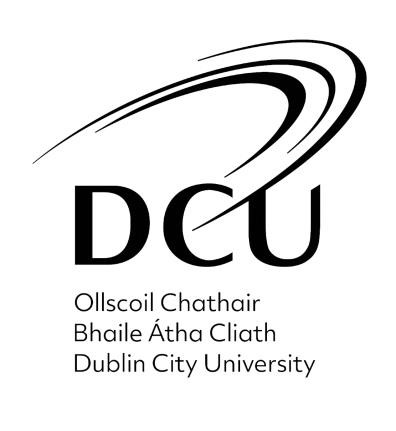 DCU
Ollscoil Chathair
Bhaile Átha Cliath
Dublin City University